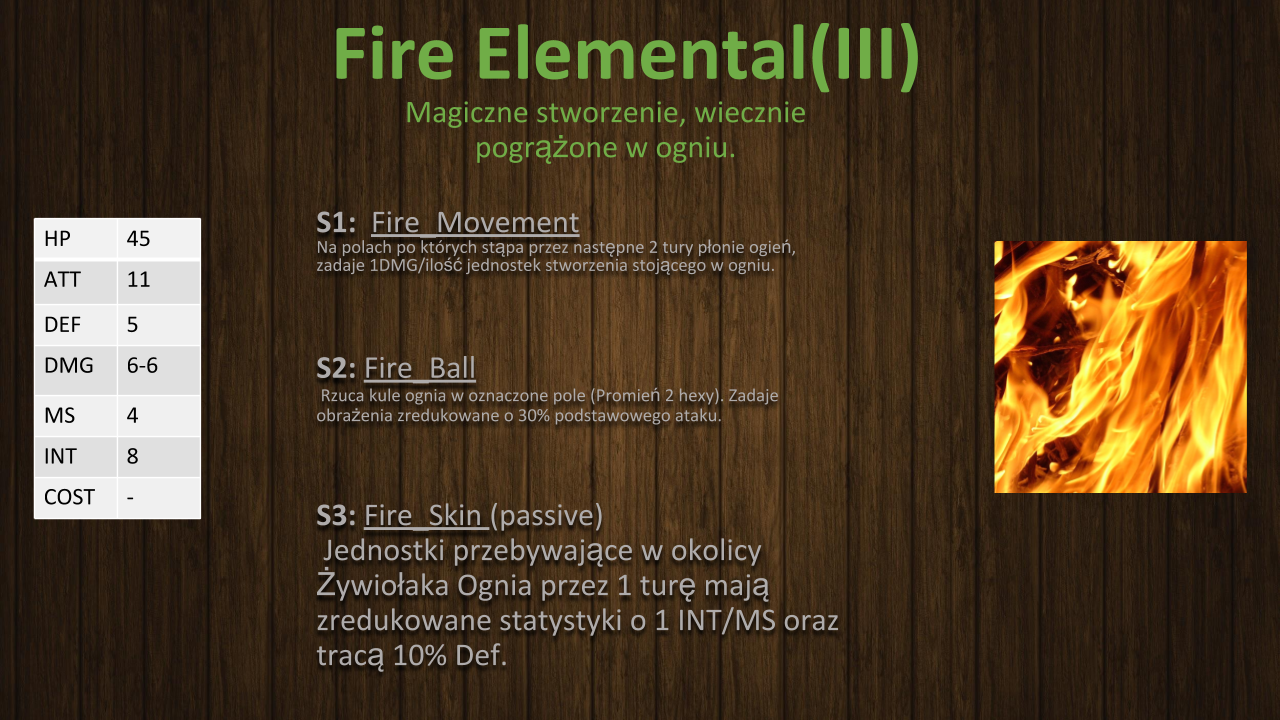 Fire Elemental(III)
Magiczne stworzenie, wiecznie
pogrążone w ogniu.
HP 45
ATT 11
DEF 5
DMG 6-6
MS 4
INT 8
COST -
S1: Fire_Movement
Na polach po których stąpa przez następne 2 tury płonie ogień,
zadaje 1DMG/ilość jednostek stworzenia stojącego w ogniu.
S2: Fire_Ball
Rzuca kule ognia w oznaczone pole (Promień 2 hexy). Zadaje
obrażenia zredukowane o 30% podstawowego ataku.
S3: Fire_Skin (passive)
Jednostki przebywające w okolicy
Żywiołaka Ognia przez 1 turę mają
zredukowane statystyki o 1 INT/MS oraz
tracą 10% Def.